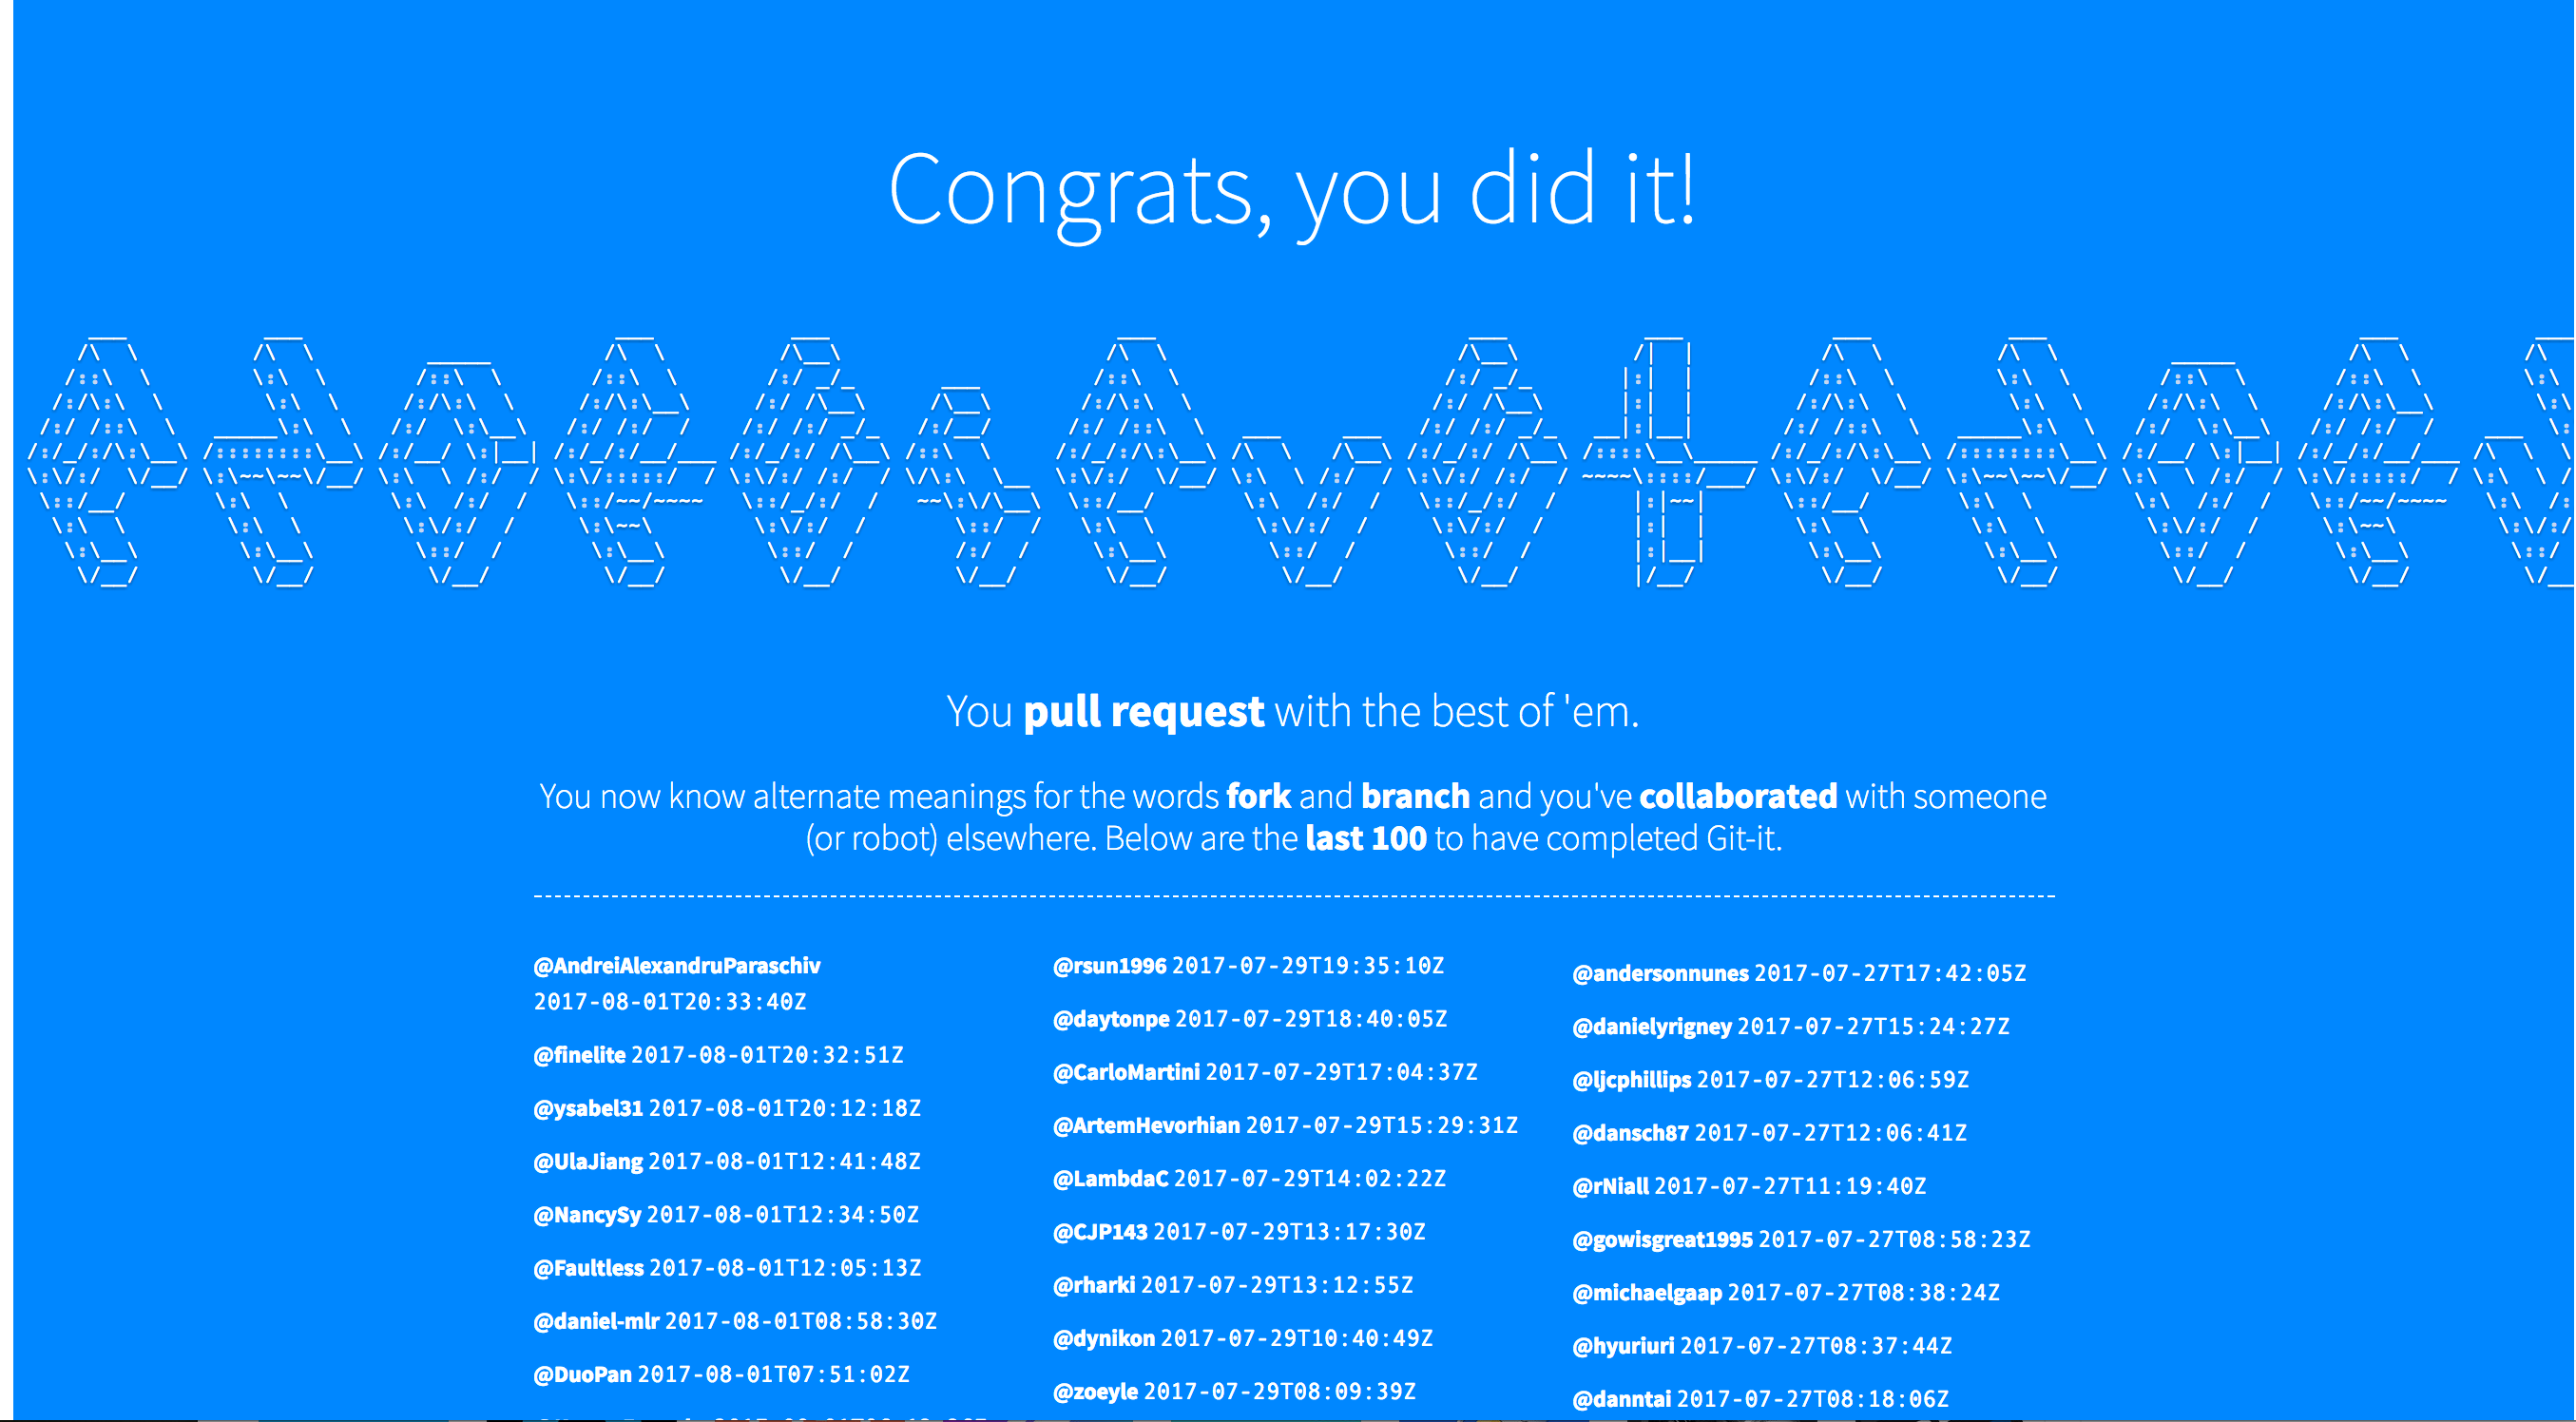 Congrats, you did it!
ANDREIALEXANDR
You pull request with the best of 'em.
You now know alternate meanings for the words fork and branch and you've collaborated with someone
(or robot) elsewhere. Below are the last 100 to have completed Git-it.
@AndreiAlexandruParaschiv
2017-08-01T20:33:40Z
@finelite 2017-08-01T20:32:51Z
@ysabel31 2017-08-01T20:12:18Z
@UlaJiang 2017-08-01T12:41:48Z
@NancySy 2017-08-01T12:34:50Z
@Faultless 2017-08-01T12:05:13Z
@daniel-mlr 2017-08-01T08:58:30Z
@DuoPan 2017-08-01T07:51:02Z
@rsun1996 2017-07-29T19:35:10Z
@daytonpe 2017-07-29T18:40:05Z
@CarloMartini 2017-07-29T17:04:37Z
@ArtemHevorhian 2017-07-29T15:29:31Z
@LambdaC 2017-07-29T14:02:22Z
@CJP143 2017-07-29T13:17:30Z
@rharki 2017-07-29T13:12:55Z
@dynikon 2017-07-29T10:40:49Z
@zoeyle 2017-07-29T08:09:39Z
@andersonnunes 2017-07-27T17:42:05Z
@danielyrigney 2017-07-27T15:24:27Z
@ljcphillips 2017-07-27T12:06:59Z
@dansch87 2017-07-27T12:06:41Z
@rNiall 2017-07-27T11:19:40Z
@gowisgreat1995 2017-07-27T08:58:23Z
@michaelgaap 2017-07-27T08:38:24Z
@hyuriuri 2017-07-27T08:37:44Z
@danntai 2017-07-27T08:18:06Z